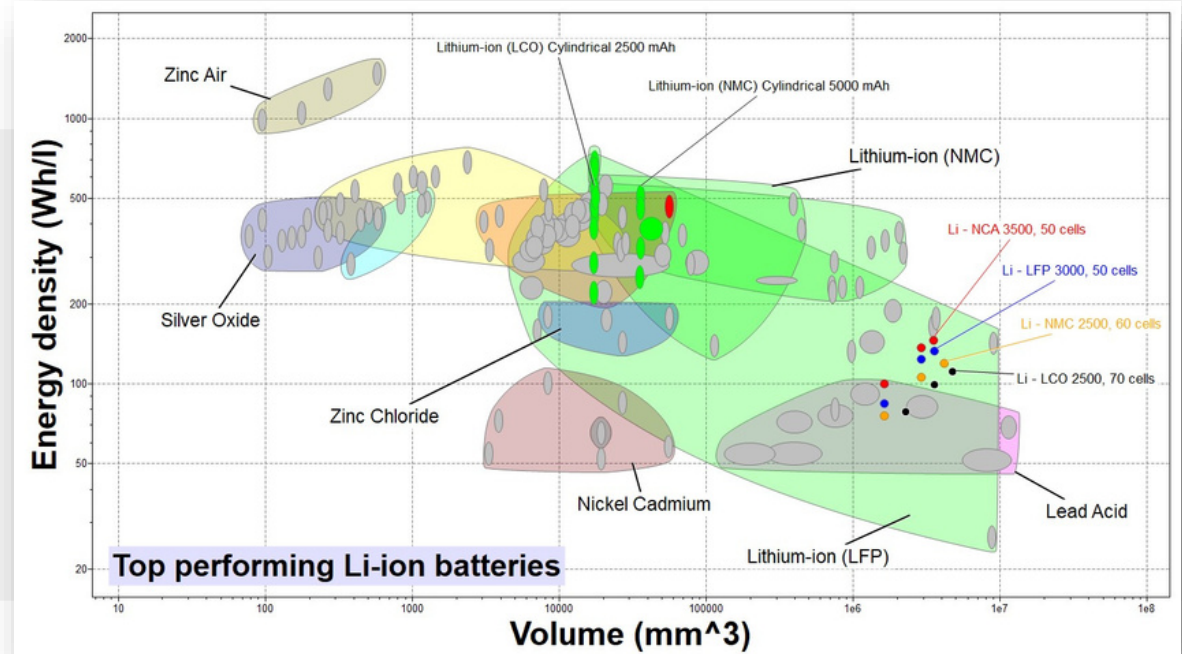 2000
1000
500
200
100
50
20
Energy density (Wh/l)
Zinc Air
Lithium-ion (LCO) Cylindrical 2500 mAh
Lithium-ion (NMC) Cylindrical 5000 mAh
Lithium-ion (NMC)
Li - NCA 3500, 50 cells
Li - LFP 3000, 50 cells
Silver Oxide
Li - NMC 2500, 60 cells
Li - LCO 2500, 70 cells
Zinc Chloride
Nickel Cadmium
Lead Acid
Lithium-ion (LFP)
Top performing Li-ion batteries
10
100
1000
10000
100000
1e6
1e7
1e8
Volume (mm^3)